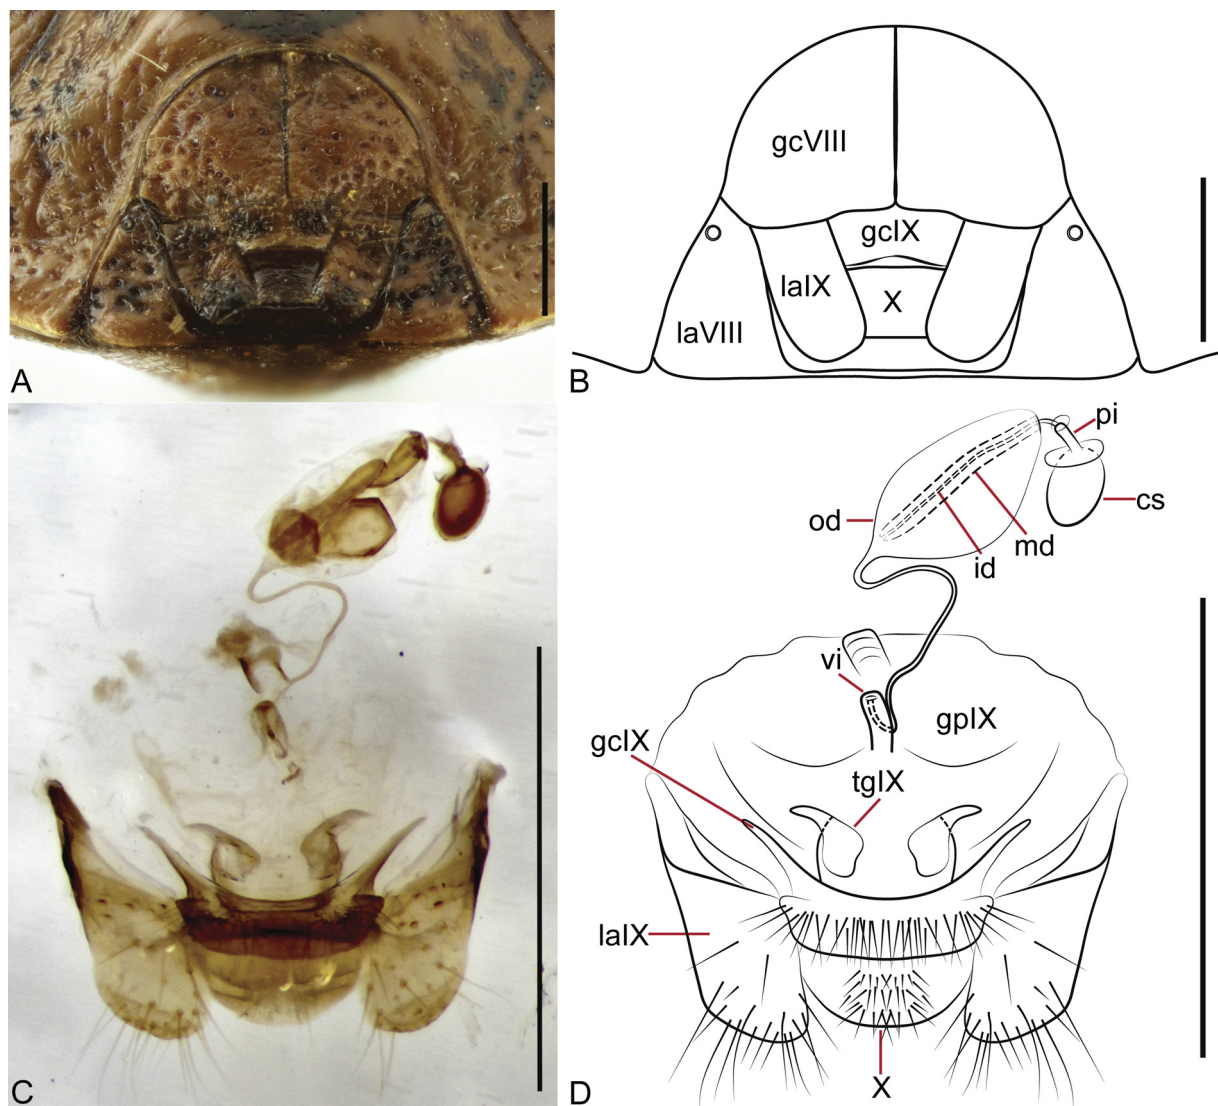 gcVIII
gcIX
laIX
X
laVIII
A
B
pi
cs
od
md
id
vi
gpIX
gcIX
tgIX
laIX
X
C
D